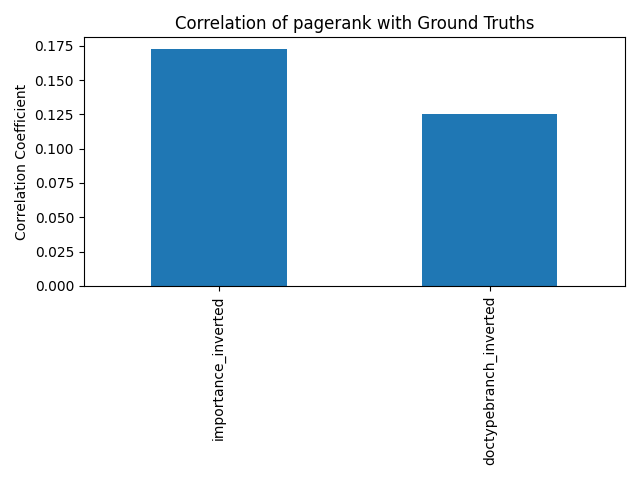 Correlation of pagerank with Ground Truths
Correlation Coefficient
0.175
0.150
0.125
0.100
0.075
0.050
0.025
0.000
importance_inverted
doctypebranch_inverted